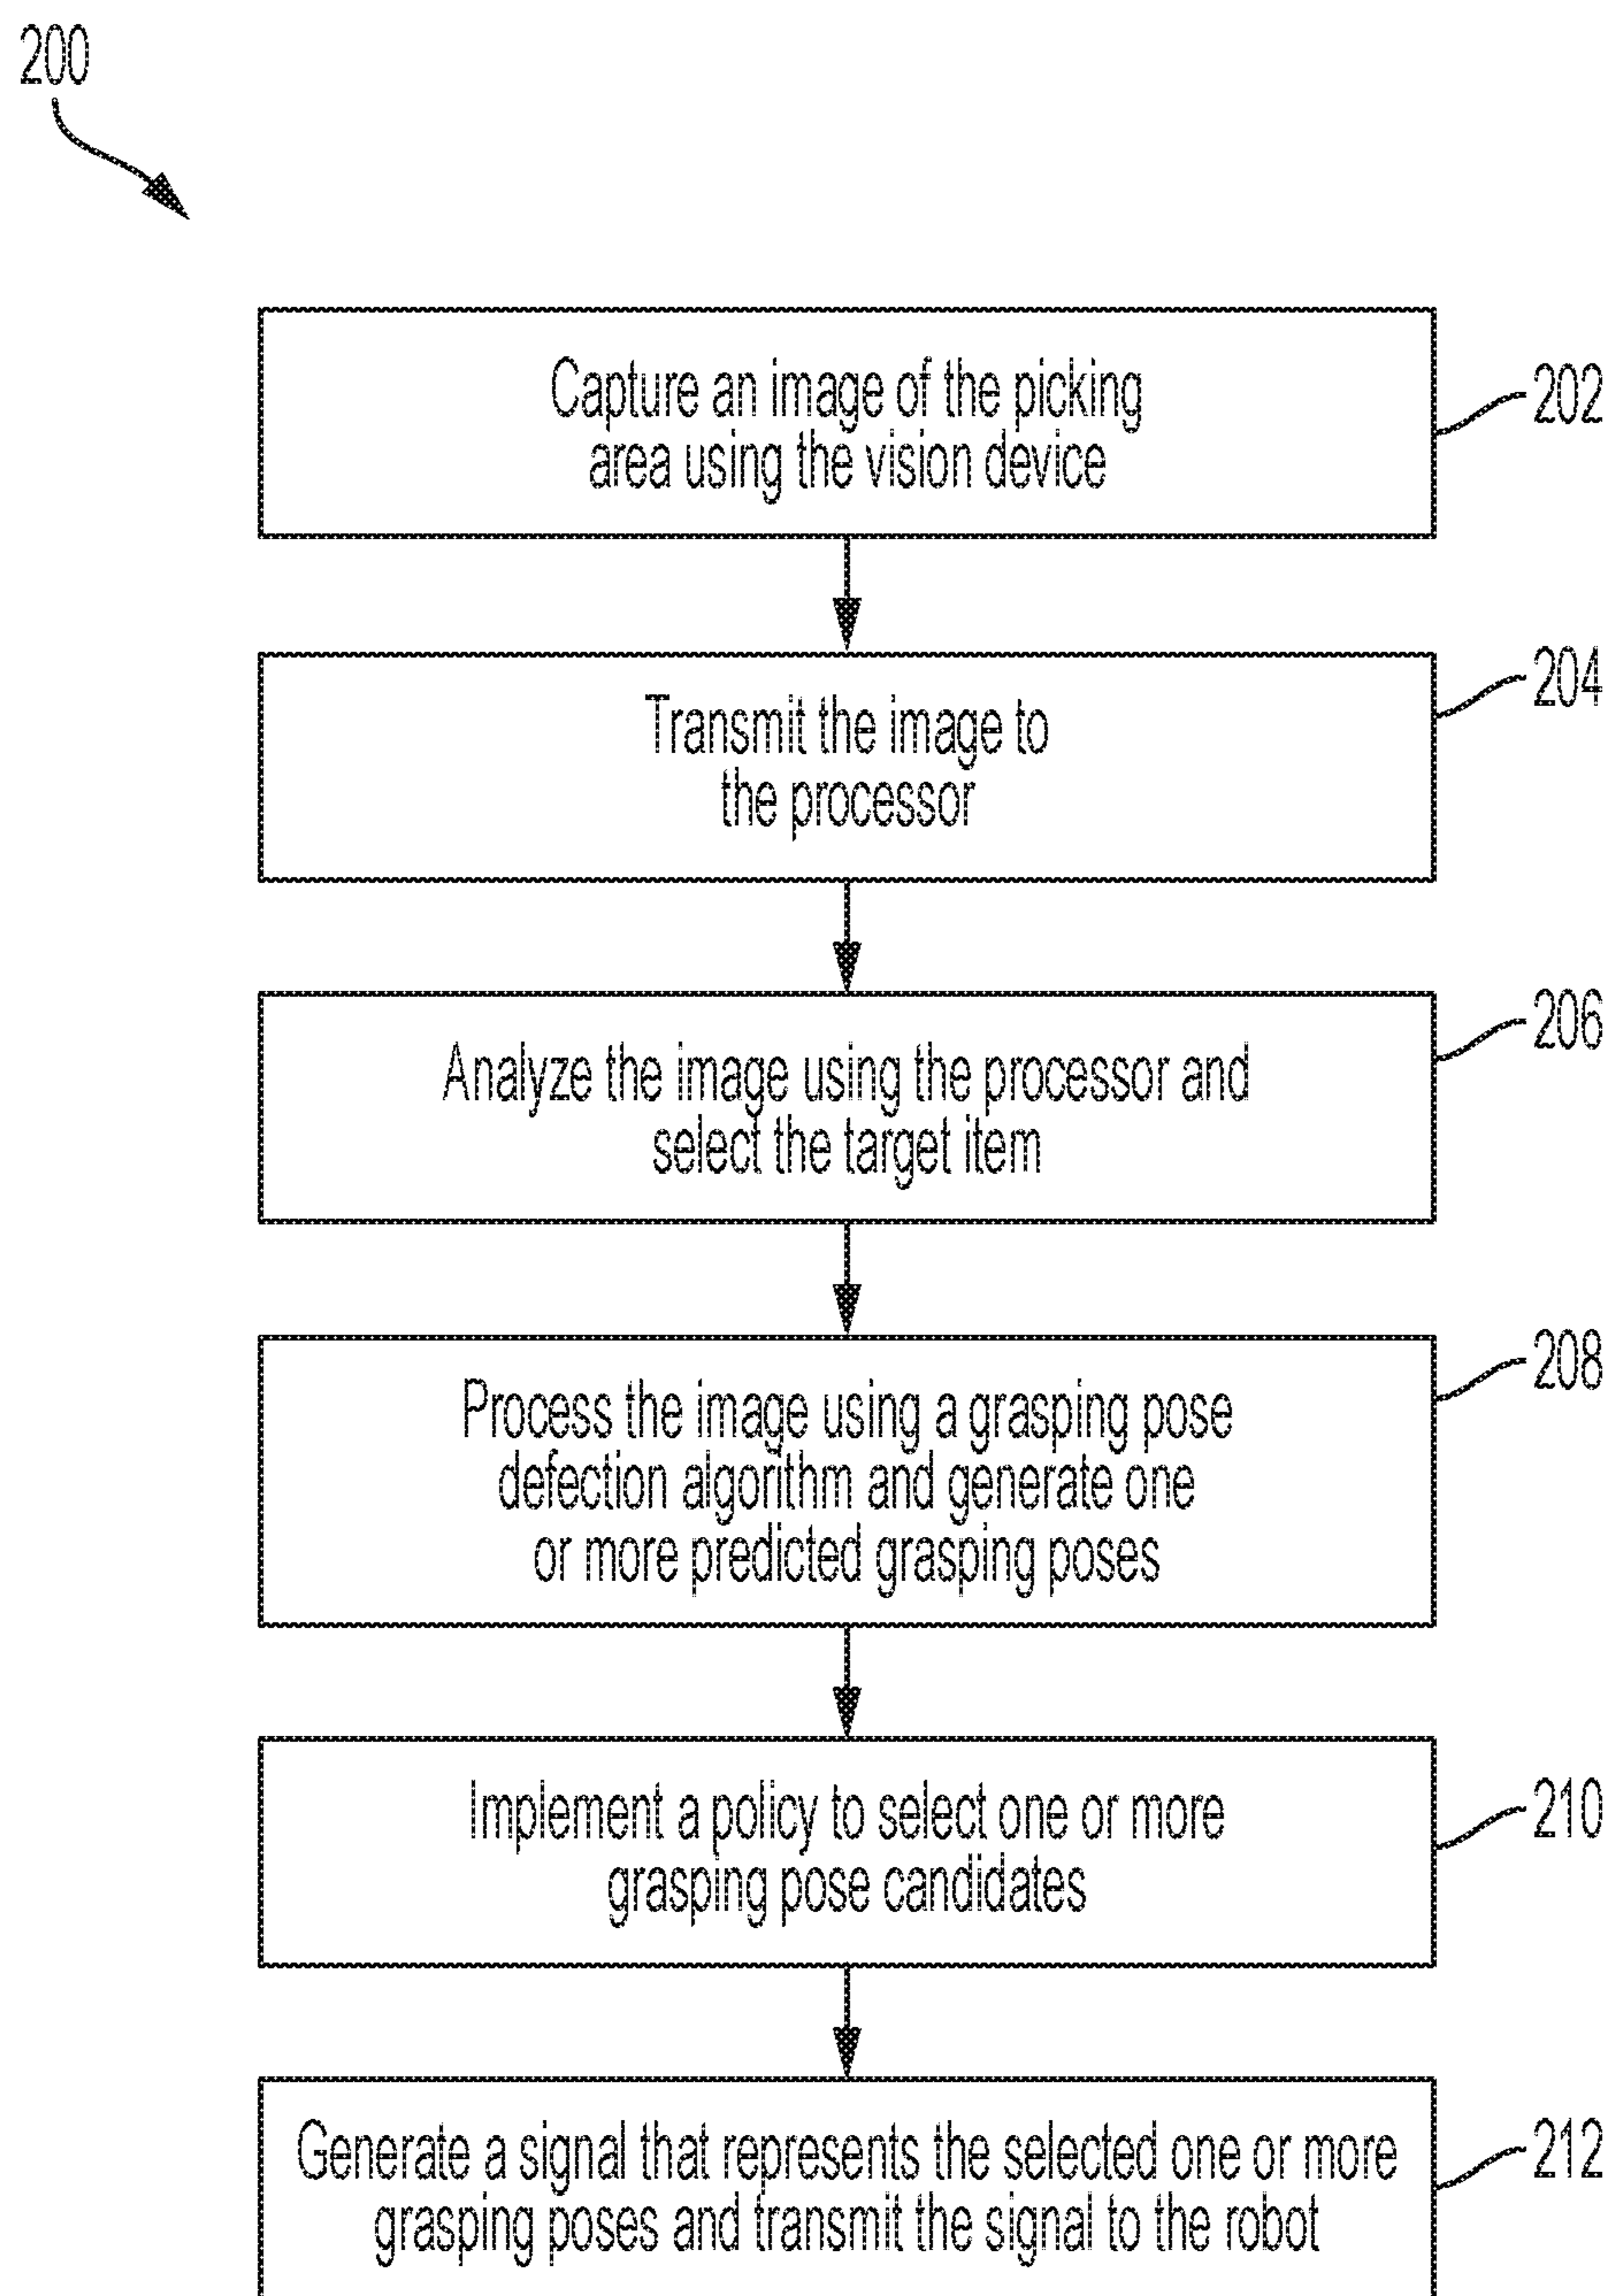 200
Capture an image of the picking
area using the vision device
202
Transmit the image to
the processor
204
Analyze the image using the processor and
select the target item
206
Process the image using a grasping pose
defection algorithm and generate one
or more predicted grasping poses
208
Implement a policy to select one or more
grasping pose candidates
210
Generate a signal that represents the selected one or more
grasping poses and transmit the signal to the robot
212